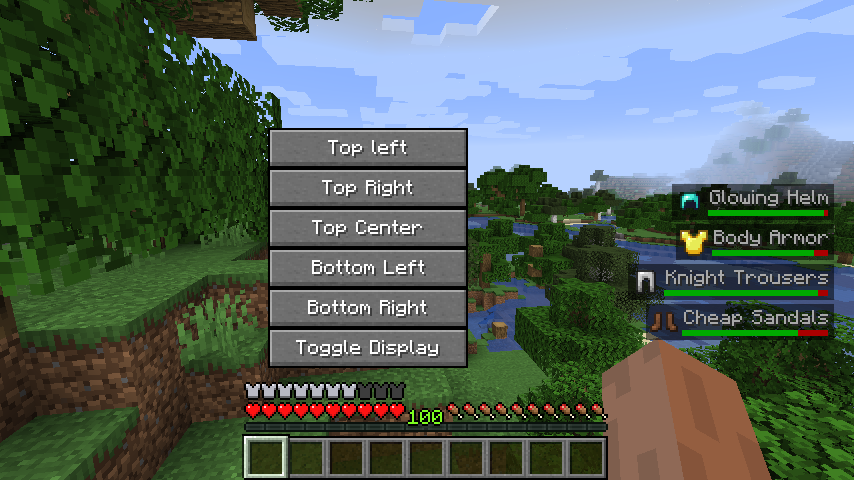 Top left
Top Right
Top Center
Bottom Left
Bottom Right
Toggle Display
Glowing Helm
Body Armor
Knight Trousers
Cheap Sandals
100